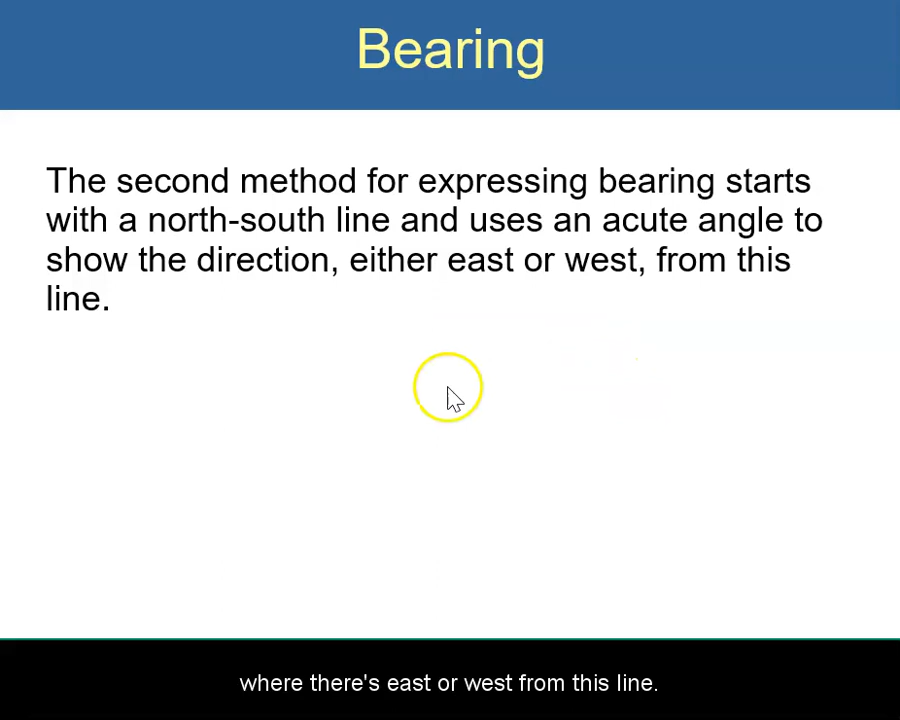 Bearing
The second method for expressing bearing starts
with a north-south line and uses an acute angle to
show the direction, either east or west, from this
line.
where there's east or west from this line.